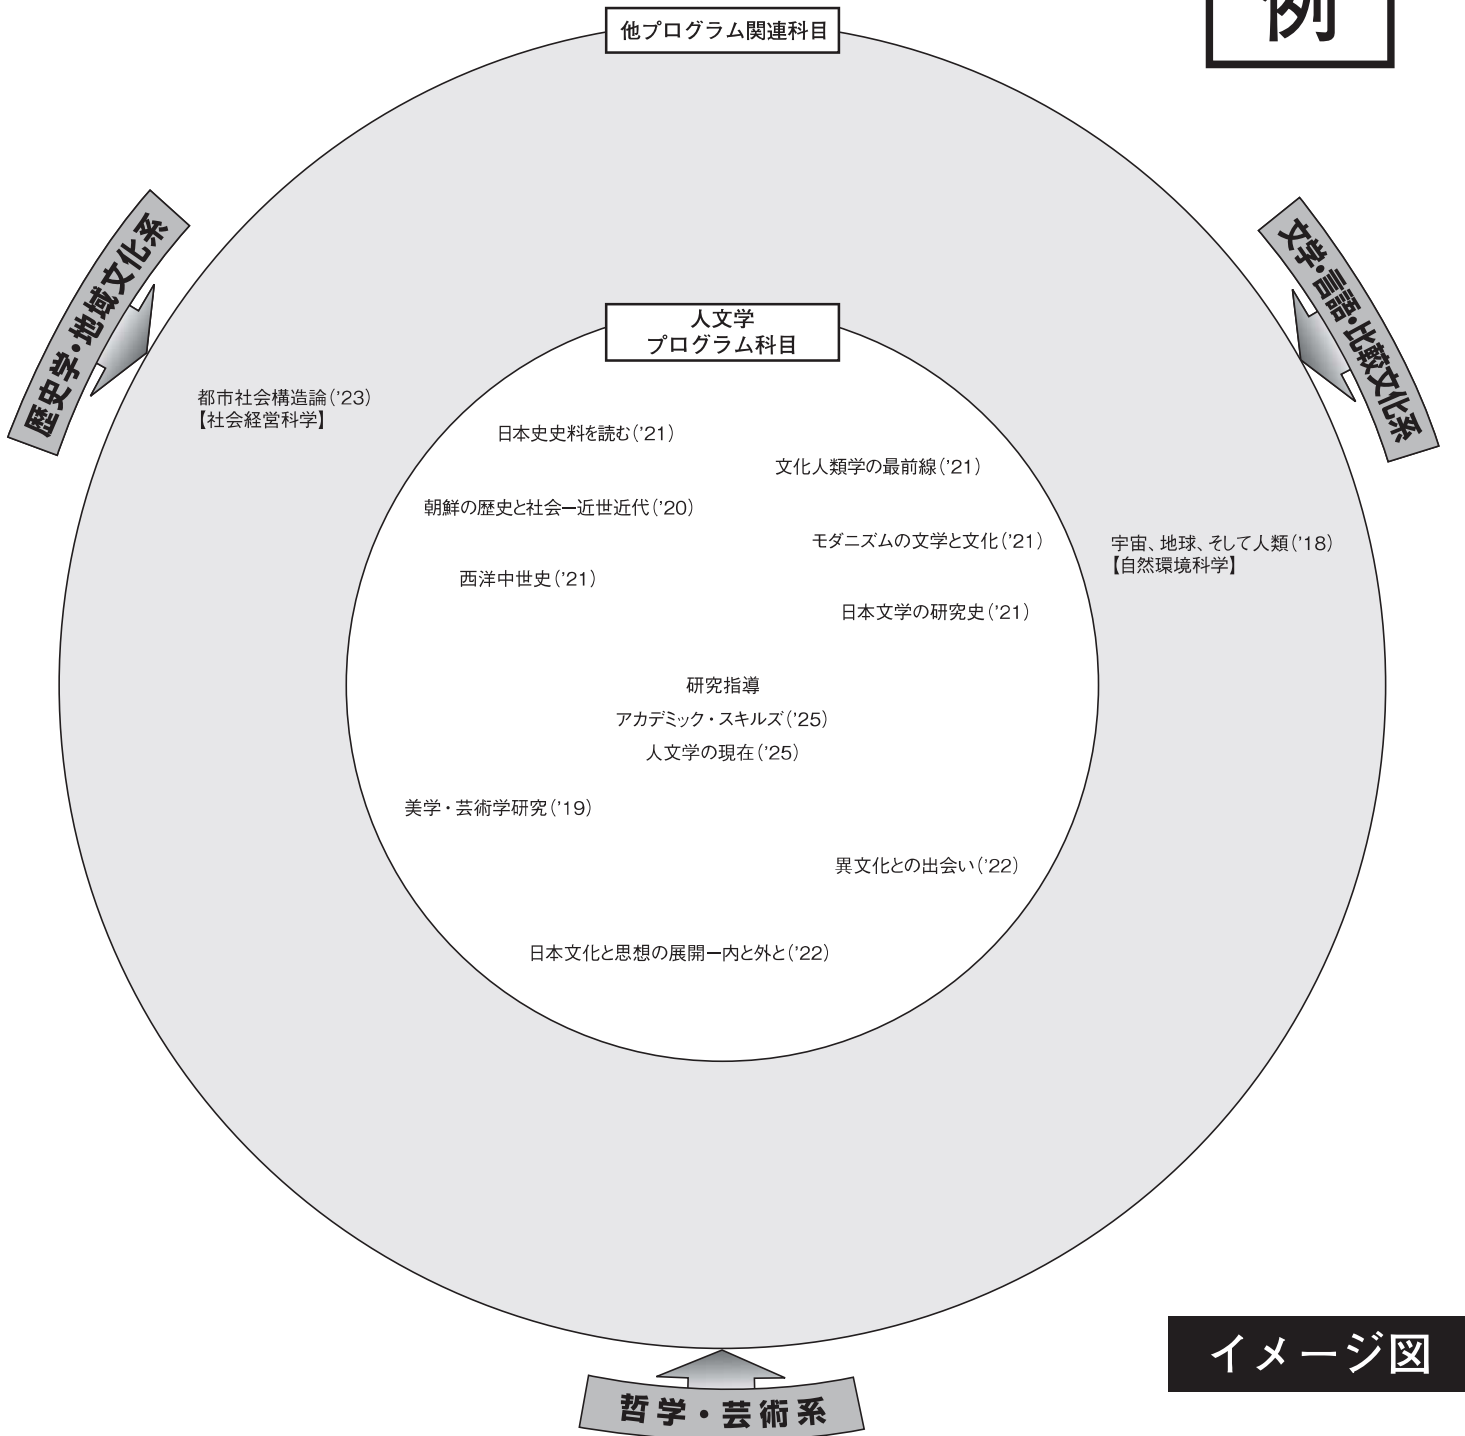 例
他プログラム関連科目
歴史学・地域文化系
文学・言語・比較文化系
人文学
プログラム科目
都市社会構造論(’23)
【社会経営科学】
日本史史料を読む(’21)
文化人類学の最前線(’21)
朝鮮の歴史と社会ー近世近代(’20)
モダニズムの文学と文化(’21)
宇宙、地球、そして人類(’18)
【自然環境科学】
西洋中世史(’21)
日本文学の研究史(’21)
研究指導
アカデミック・スキルズ(’25)
人文学の現在(’25)
美学・芸術学研究(’19)
異文化との出会い(’22)
日本文化と思想の展開ー内と外と(’22)
イメージ図
哲学・芸術系